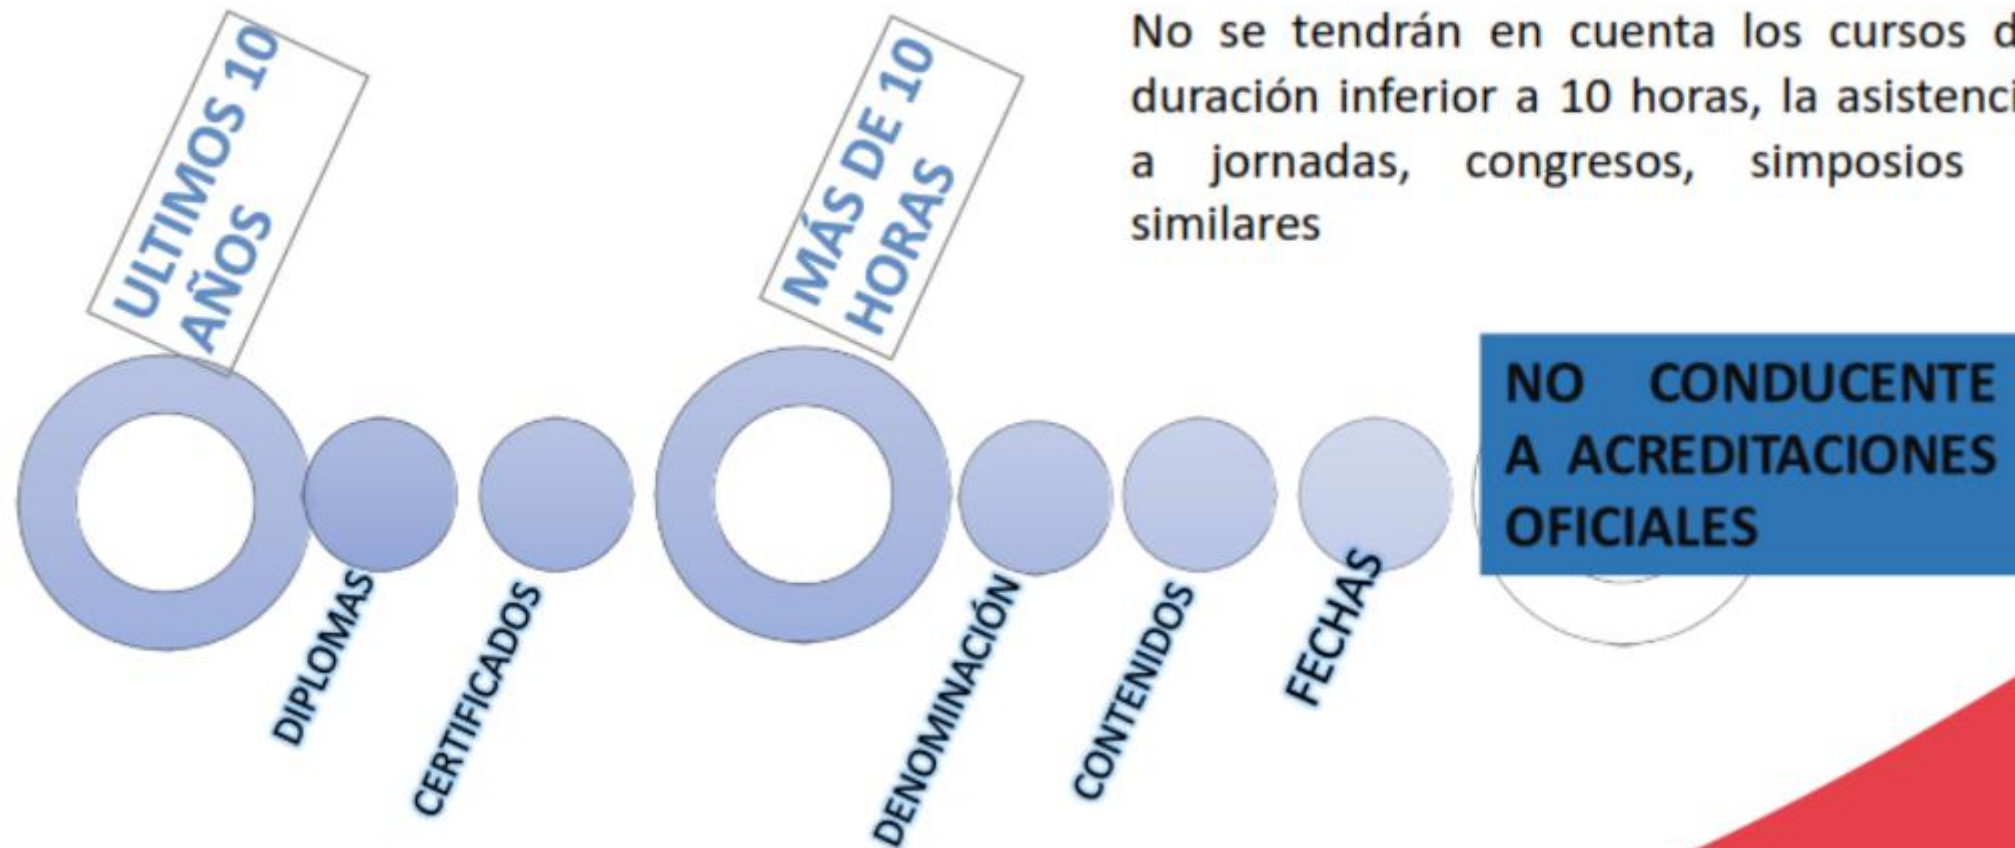 ULTIMOS 10
AÑOS
MÁS DE 10
HORAS
No se tendrán en cuenta los cursos d
duración inferior a 10 horas, la asistenci
a jornadas, congresos, simposios
similares
NO CONDUCENTE
A ACREDITACIONES
OFICIALES
DIPLOMAS
CERTIFICADOS
DENOMINACIÓN
CONTENIDOS
FECHAS